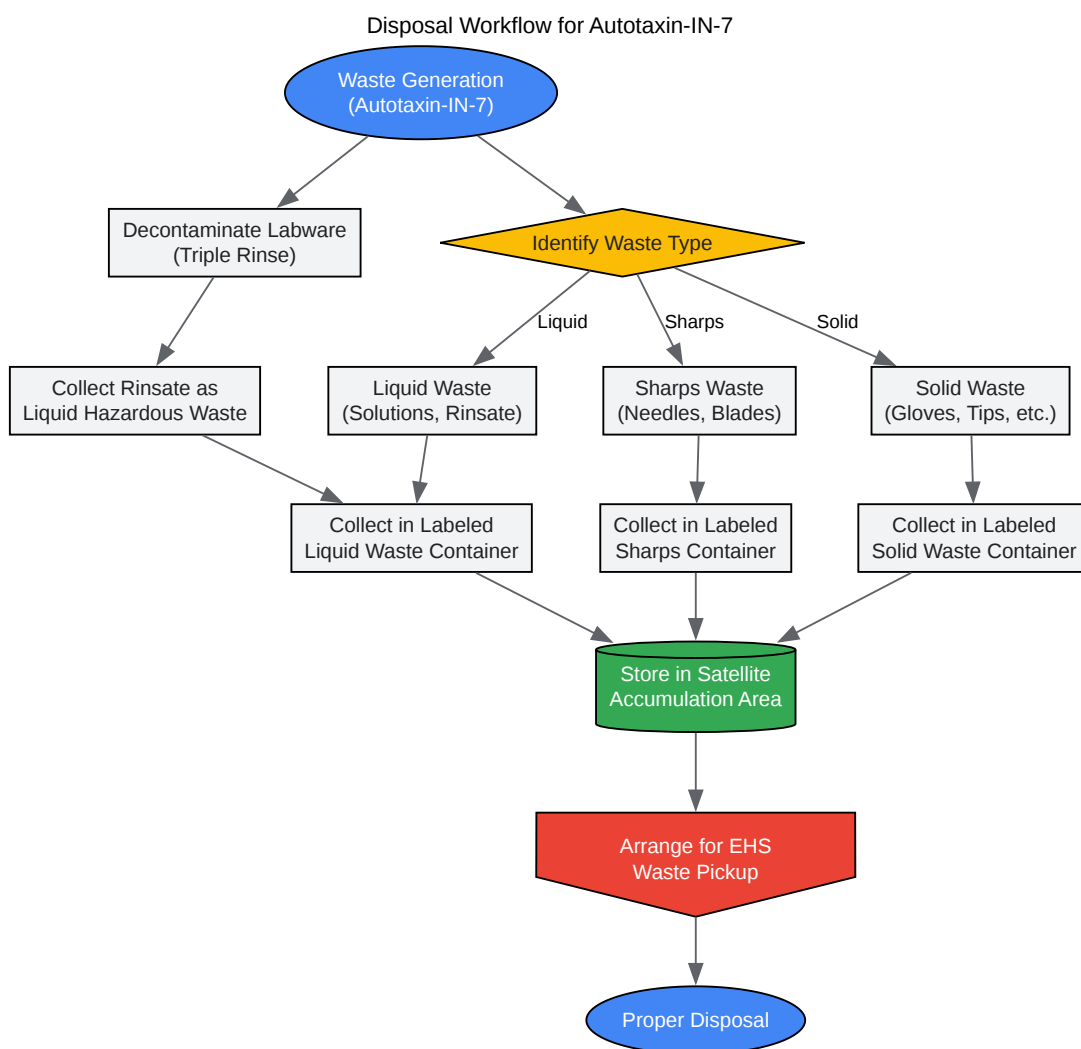 Disposal Workflow for Autotaxin-IN-7
Waste Generation
(Autotaxin-IN-7)
Decontaminate Labware
(Triple Rinse)
Identify Waste Type
Liquid
Sharps
Solid
Collect Rinsate as
Liquid Hazardous Waste
Liquid Waste
(Solutions, Rinsate)
Sharps Waste
(Needles, Blades)
Solid Waste
(Gloves, Tips, etc.)
Collect in Labeled
Liquid Waste Container
Collect in Labeled
Sharps Container
Collect in Labeled
Solid Waste Container
Store in Satellite
Accumulation Area
Arrange for EHS
Waste Pickup
Proper Disposal